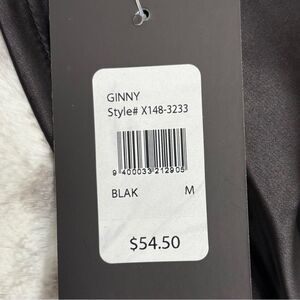 GINNY
Style# X148-3233
9 400033 212905
BLAK M
$54.50